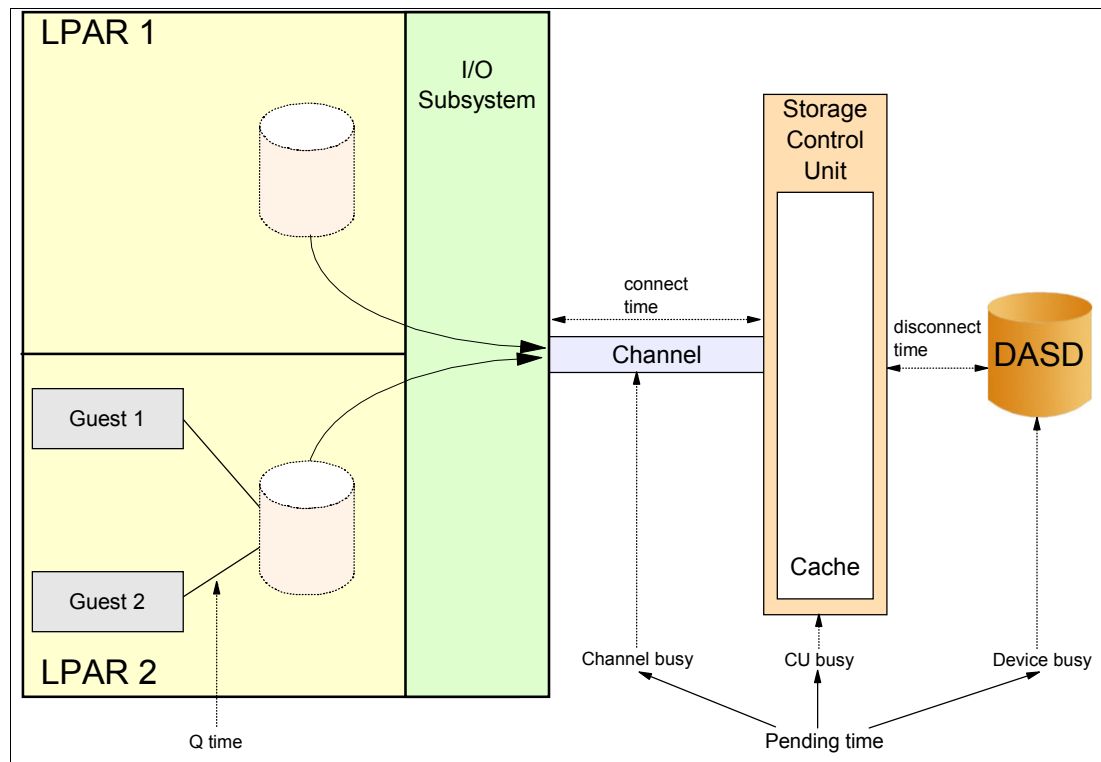 LPAR 1
I/O
Subsystem
Storage
Control
Unit
connect
time
disconnect
time
Channel
DASD
Guest 1
Guest 2
Cache
LPAR 2
Channel busy
CU busy
Device busy
Q time
Pending time